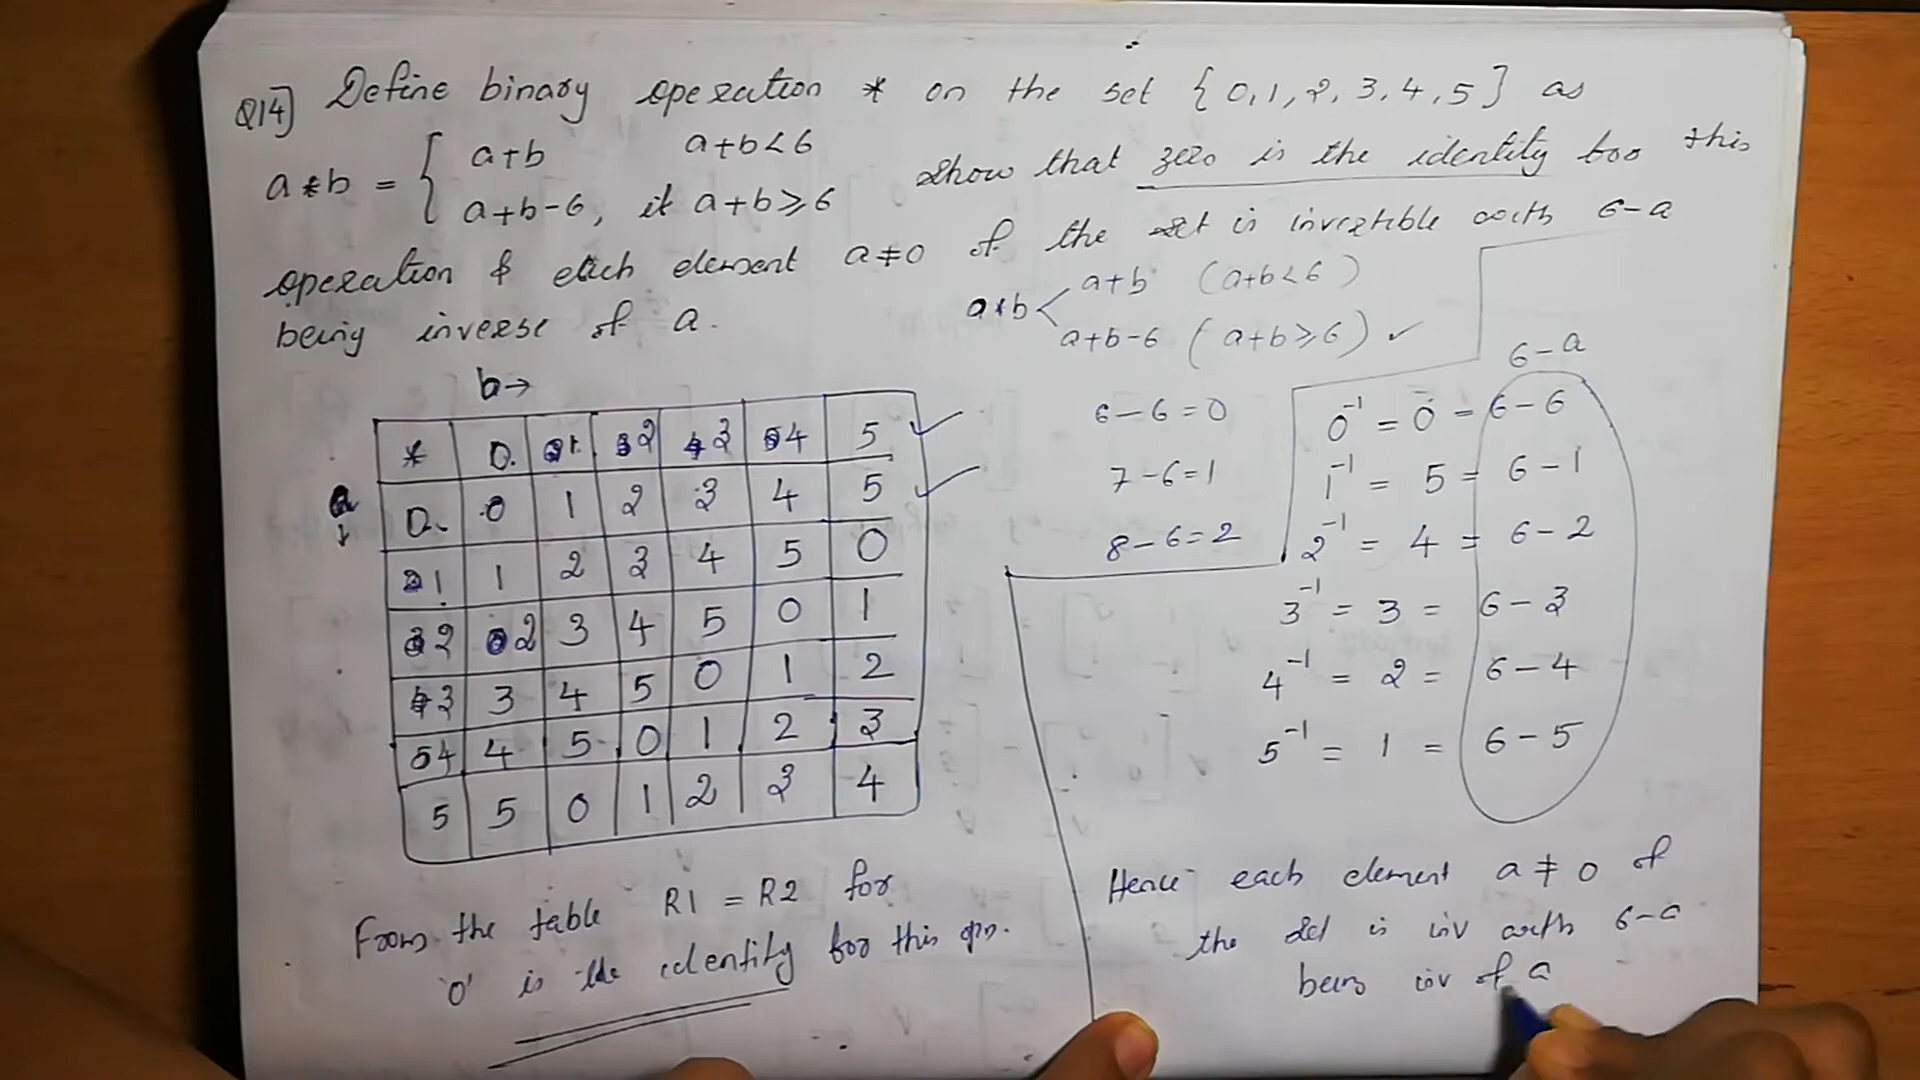 Q14] Define binary operation * on the set { 0, 1, 2, 3, 4, 5 } as
a * b = { a+b a+b<6
a+b-6, if a+b ≥ 6
show that zero is the identity for this
operation & each element a ≠ 0 of the set is invertible with 6-a
being inverse of a.
a*b < a+b (a+b<6)
a+b-6 (a+b ≥ 6) ✓
b →
a ↓
* 0 1 2 3 4 5
0 0 1 2 3 4 5
1 1 2 3 4 5 0
2 2 3 4 5 0 1
3 3 4 5 0 1 2
4 4 5 0 1 2 3
5 5 0 1 2 3 4
6-6=0
7-6=1
8-6=2
6-a
0⁻¹ = 0 = 6-6
1⁻¹ = 5 = 6-1
2⁻¹ = 4 = 6-2
3⁻¹ = 3 = 6-3
4⁻¹ = 2 = 6-4
5⁻¹ = 1 = 6-5
From the table R1 = R2 for
'0' is the identity for this opn.
Hence each element a ≠ 0 of
the set is inv with 6-a
being inv of a